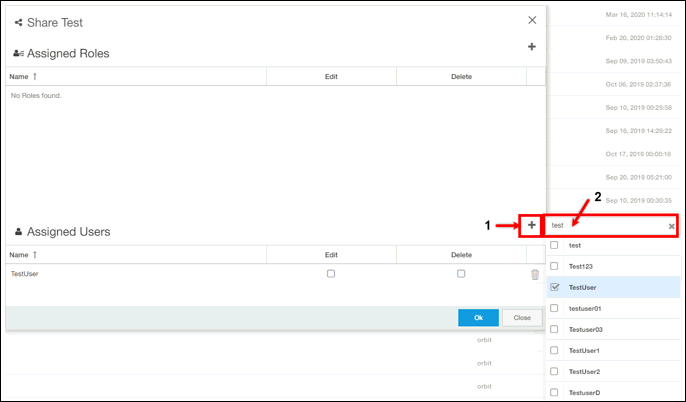 Share Test
Assigned Roles
Name Edit Delete
No Roles found.
Assigned Users
Name Edit Delete
TestUser
Ok Close
Mar 16, 2020 11:14:14
Feb 20, 2020 01:28:30
Sep 09, 2019 03:50:43
Oct 06, 2019 02:37:36
Sep 10, 2019 00:25:58
Sep 16, 2019 14:28:22
Oct 17, 2019 00:00:16
Sep 20, 2019 05:21:00
Sep 10, 2019 00:30:35
1
2
test
test
Test123
TestUser
testuser01
Testuser03
TestUser1
TestUser2
TestuserD
orbit
orbit
orbit